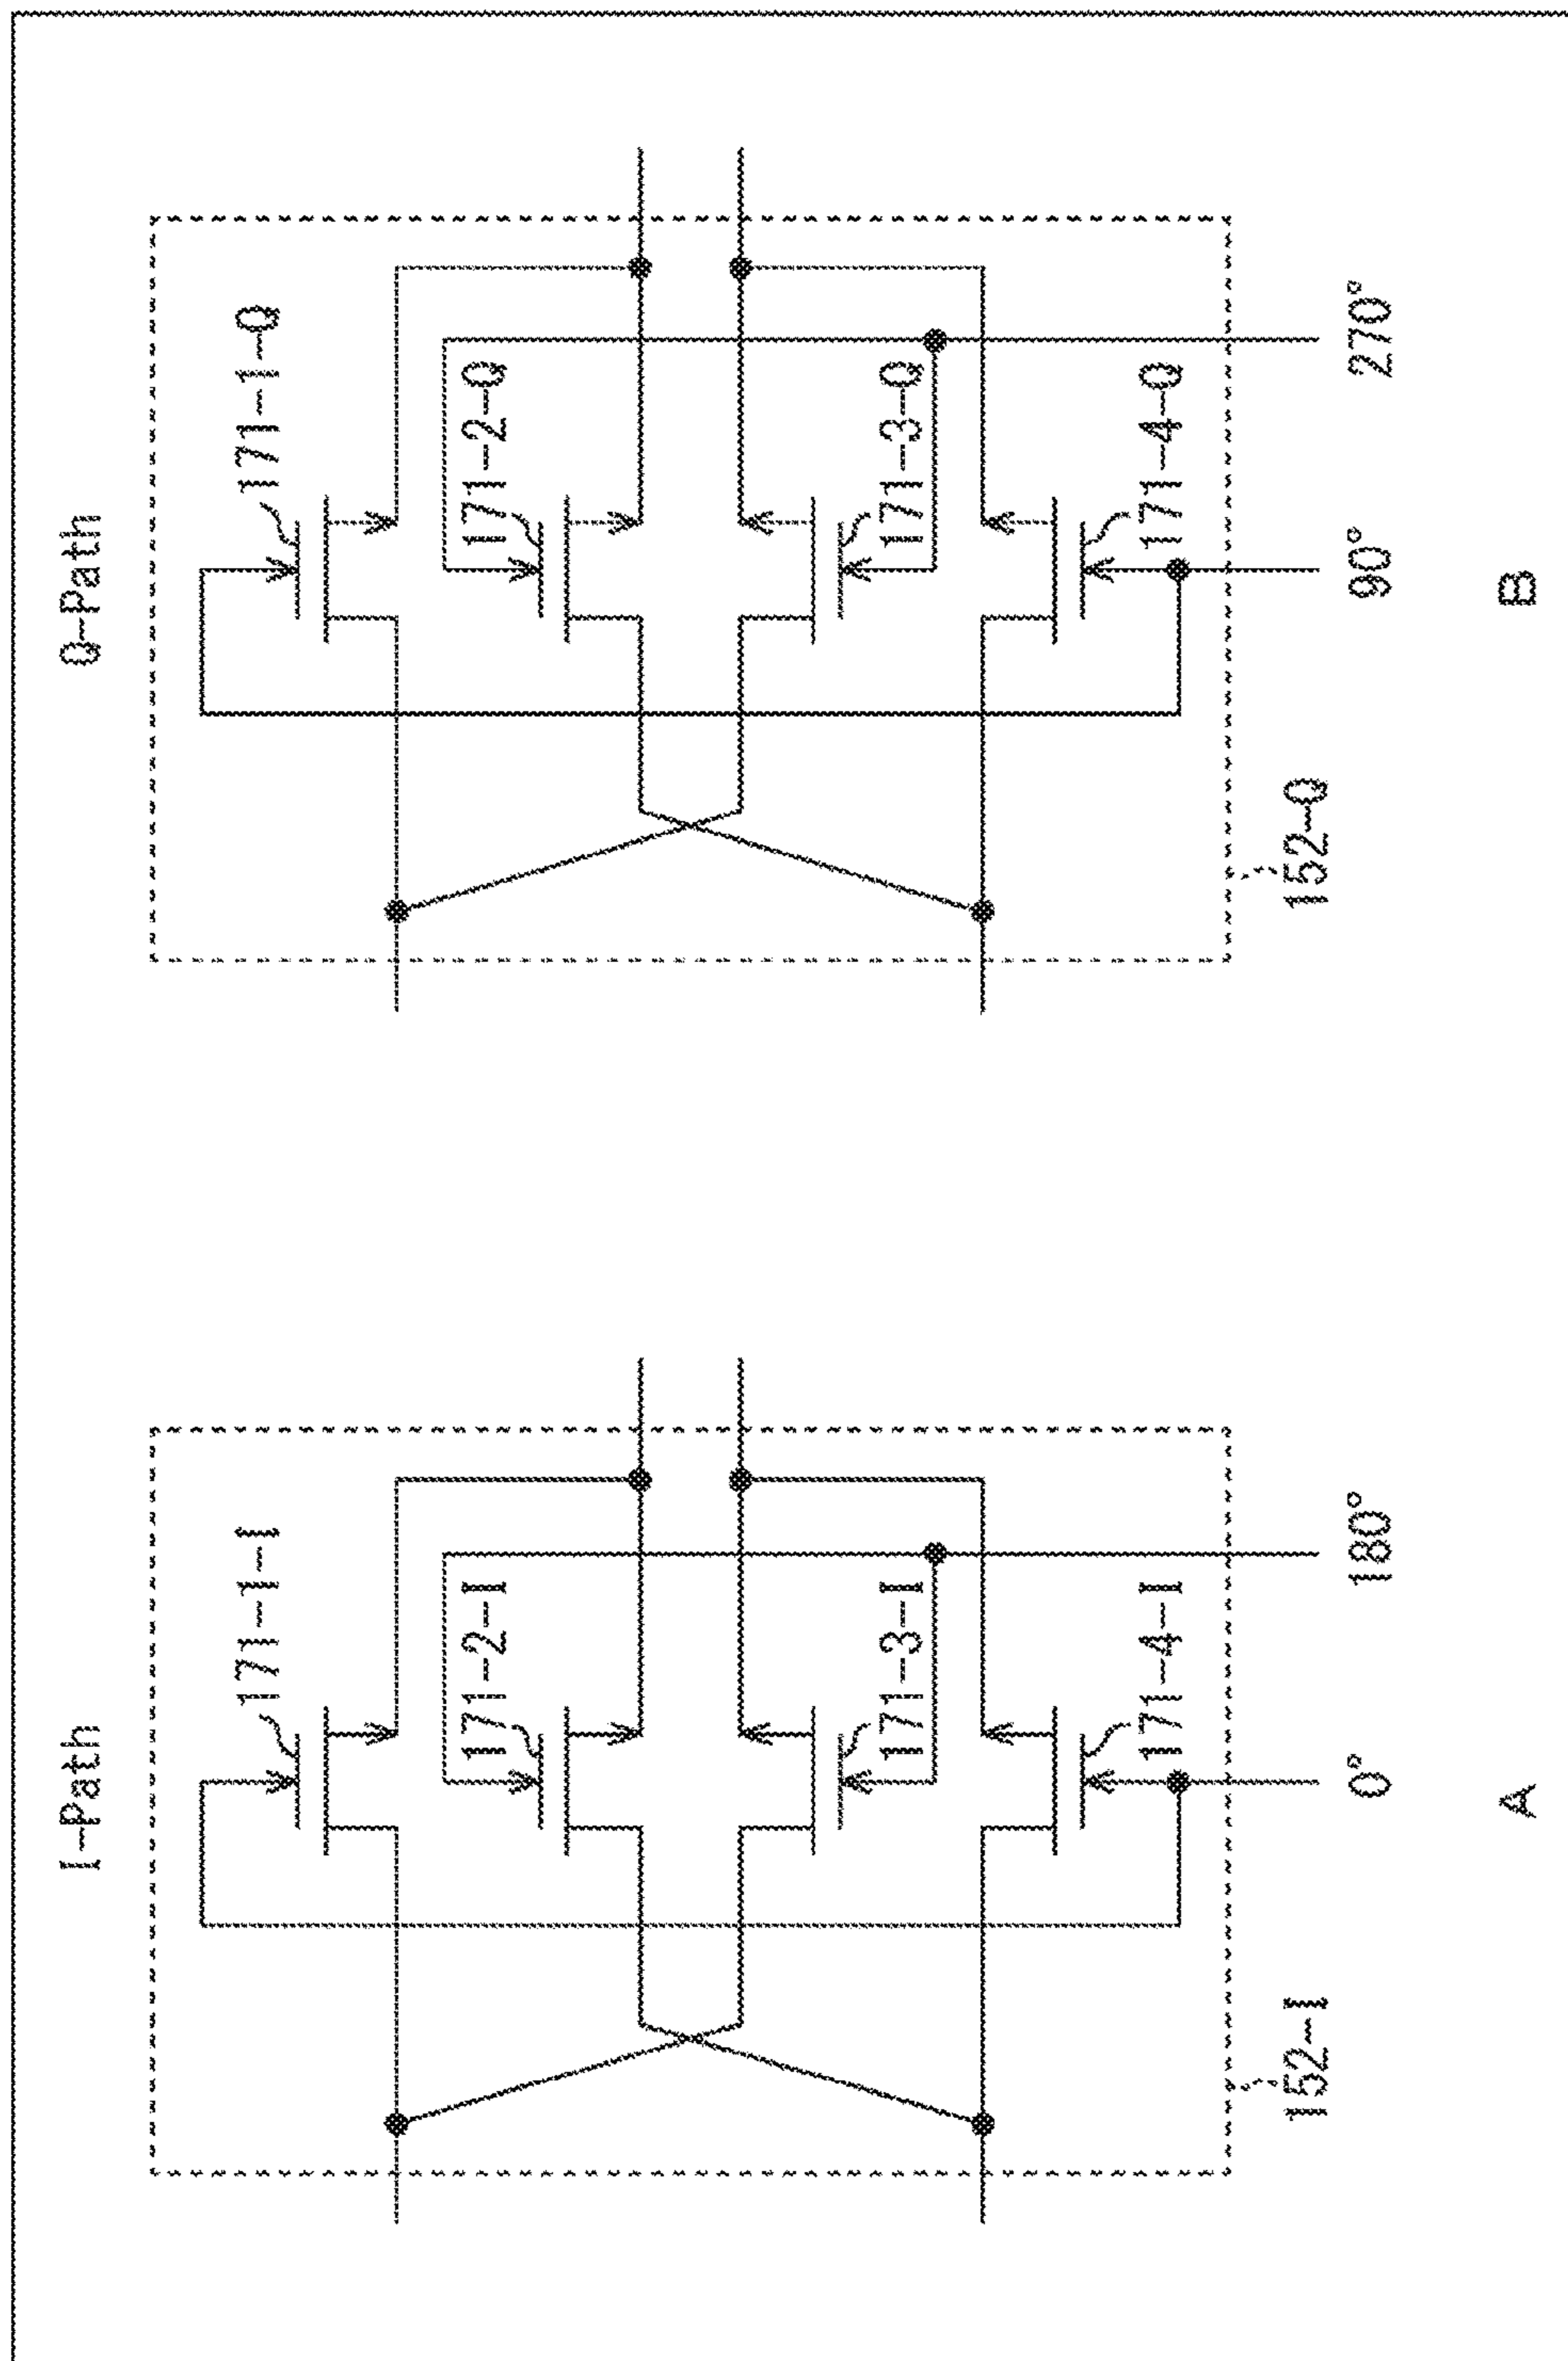 I-Path
171-1-I
171-2-I
171-3-I
171-4-I
0°
180°
152-I
A
Q-Path
171-1-Q
171-2-Q
171-3-Q
171-4-Q
90°
270°
152-Q
B